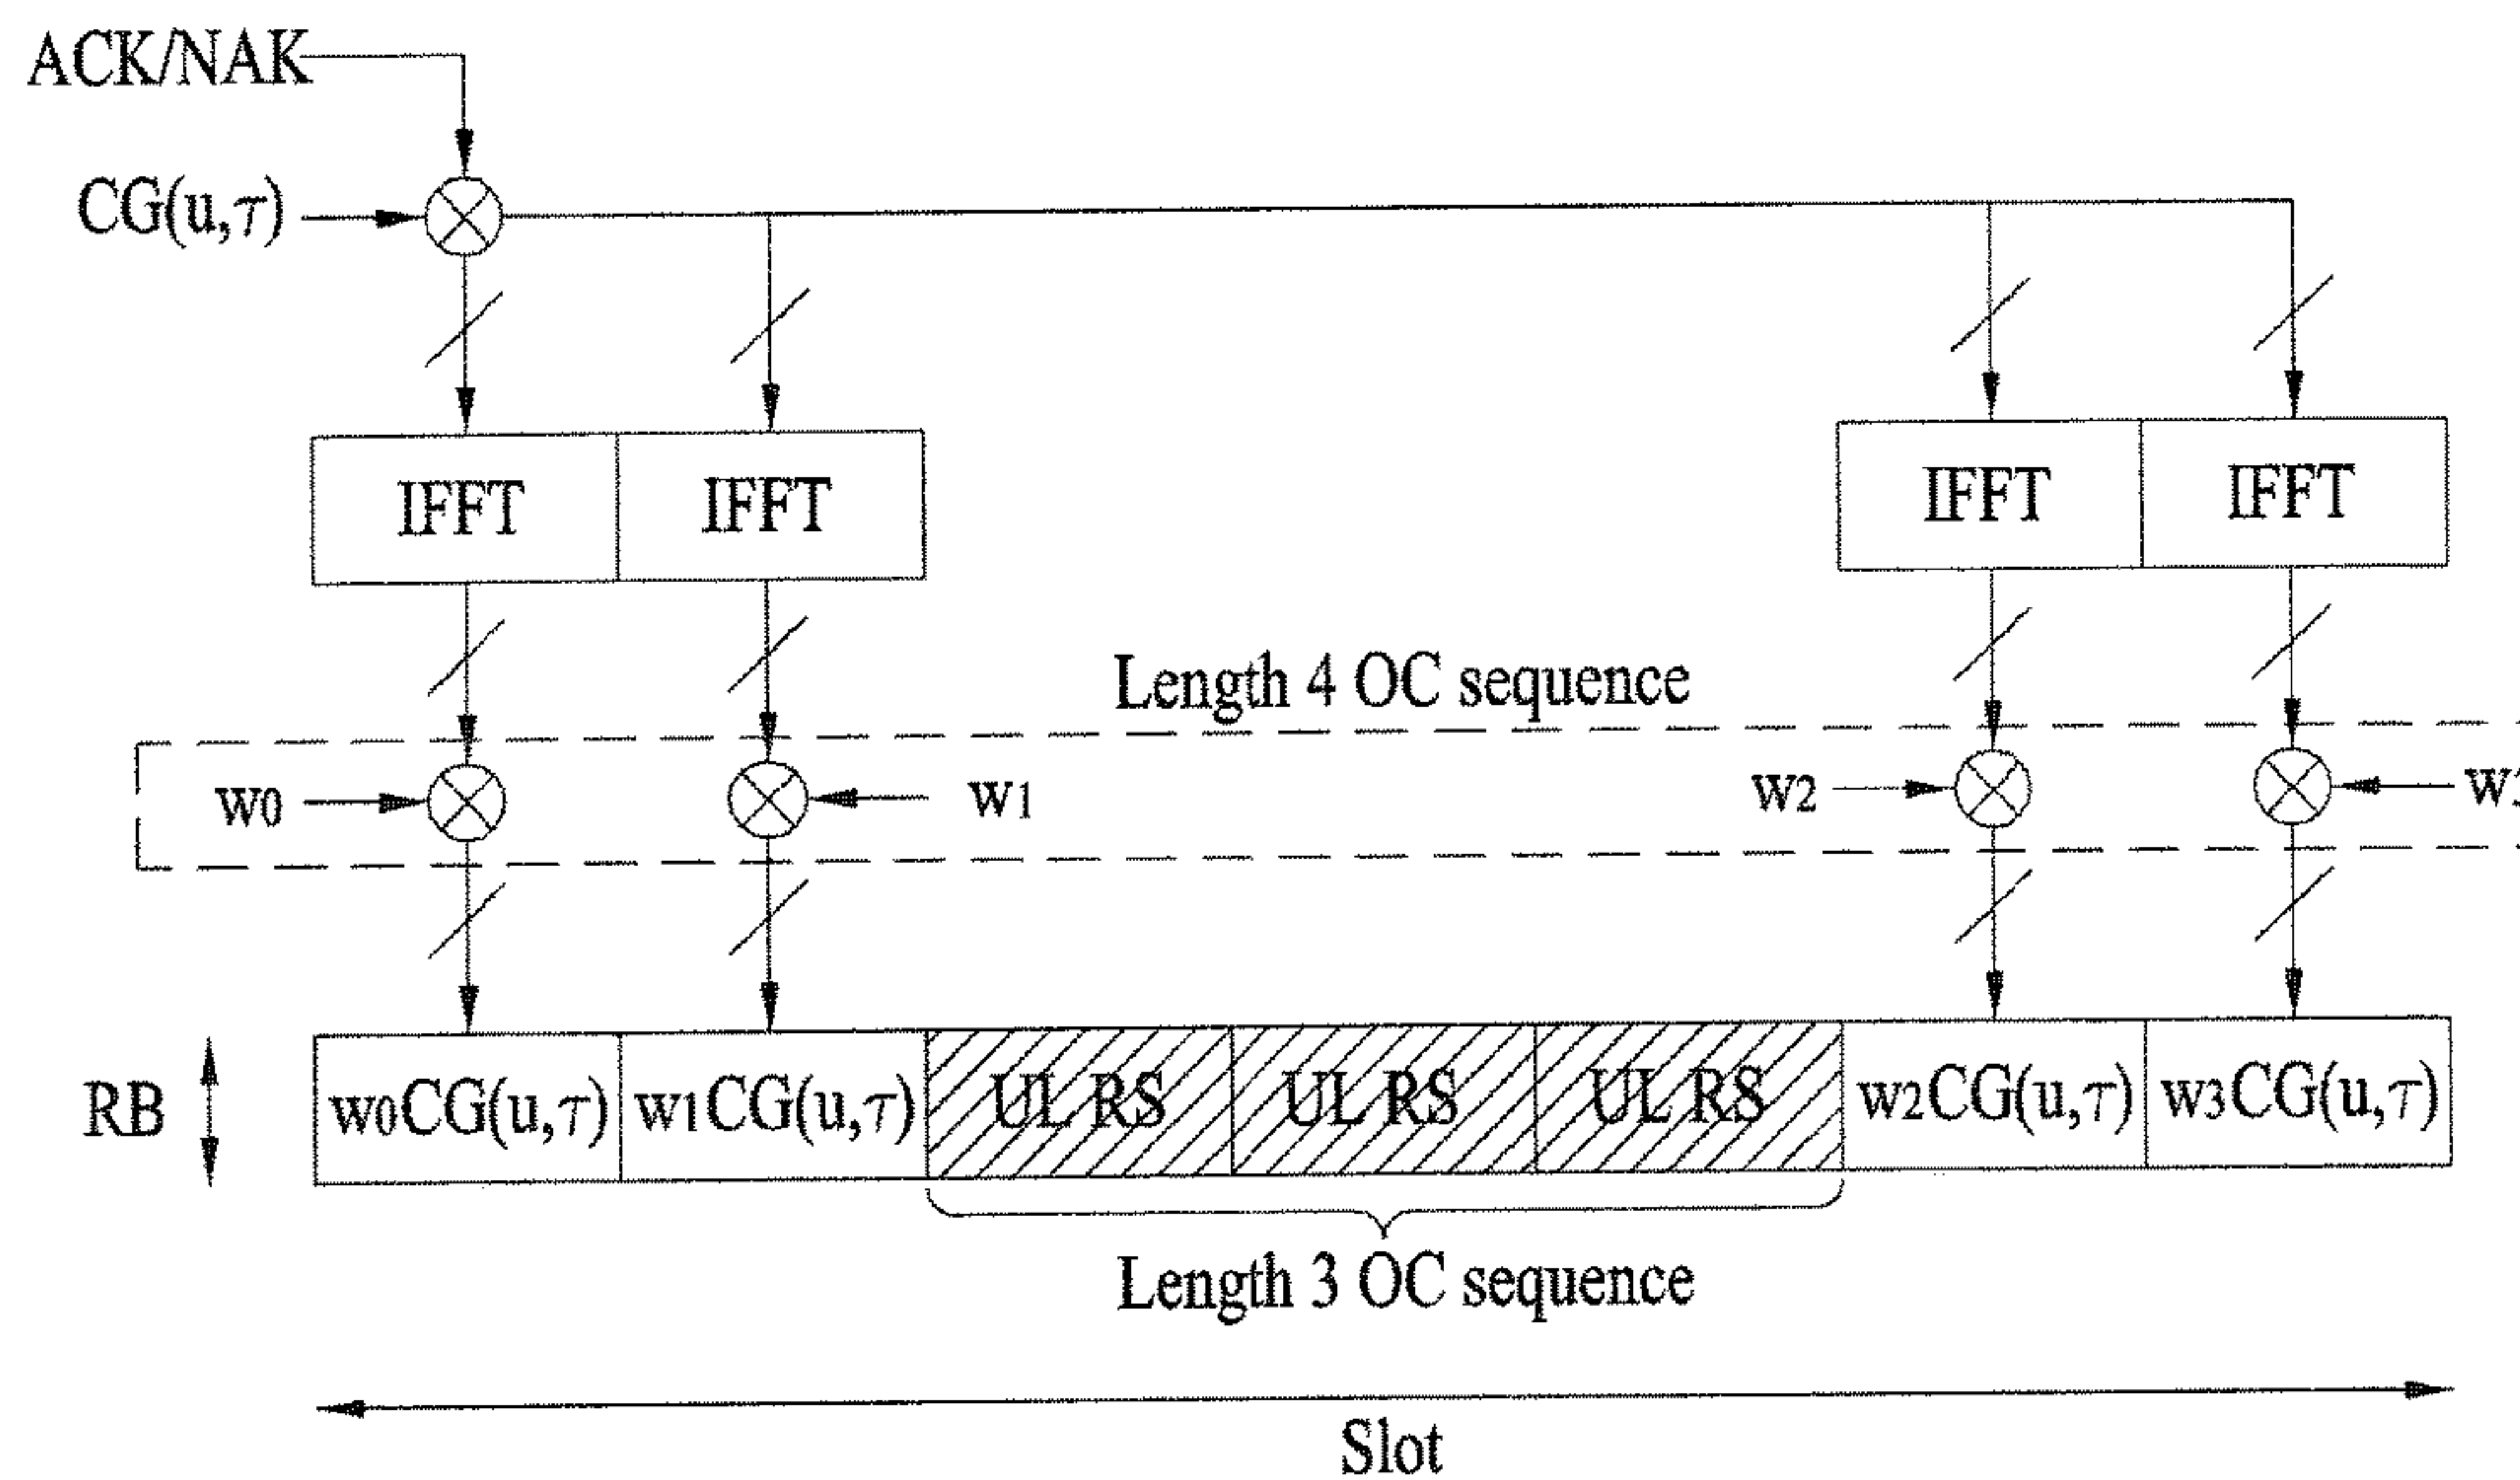 ACK/NAK
CG(u,τ)
IFFT IFFT IFFT IFFT
Length 4 OC sequence
w0 w1 w2
RB w0CG(u,τ) w1CG(u,τ) UL RS UL RS UL RS w2CG(u,τ) w3CG(u,τ)
Length 3 OC sequence
Slot